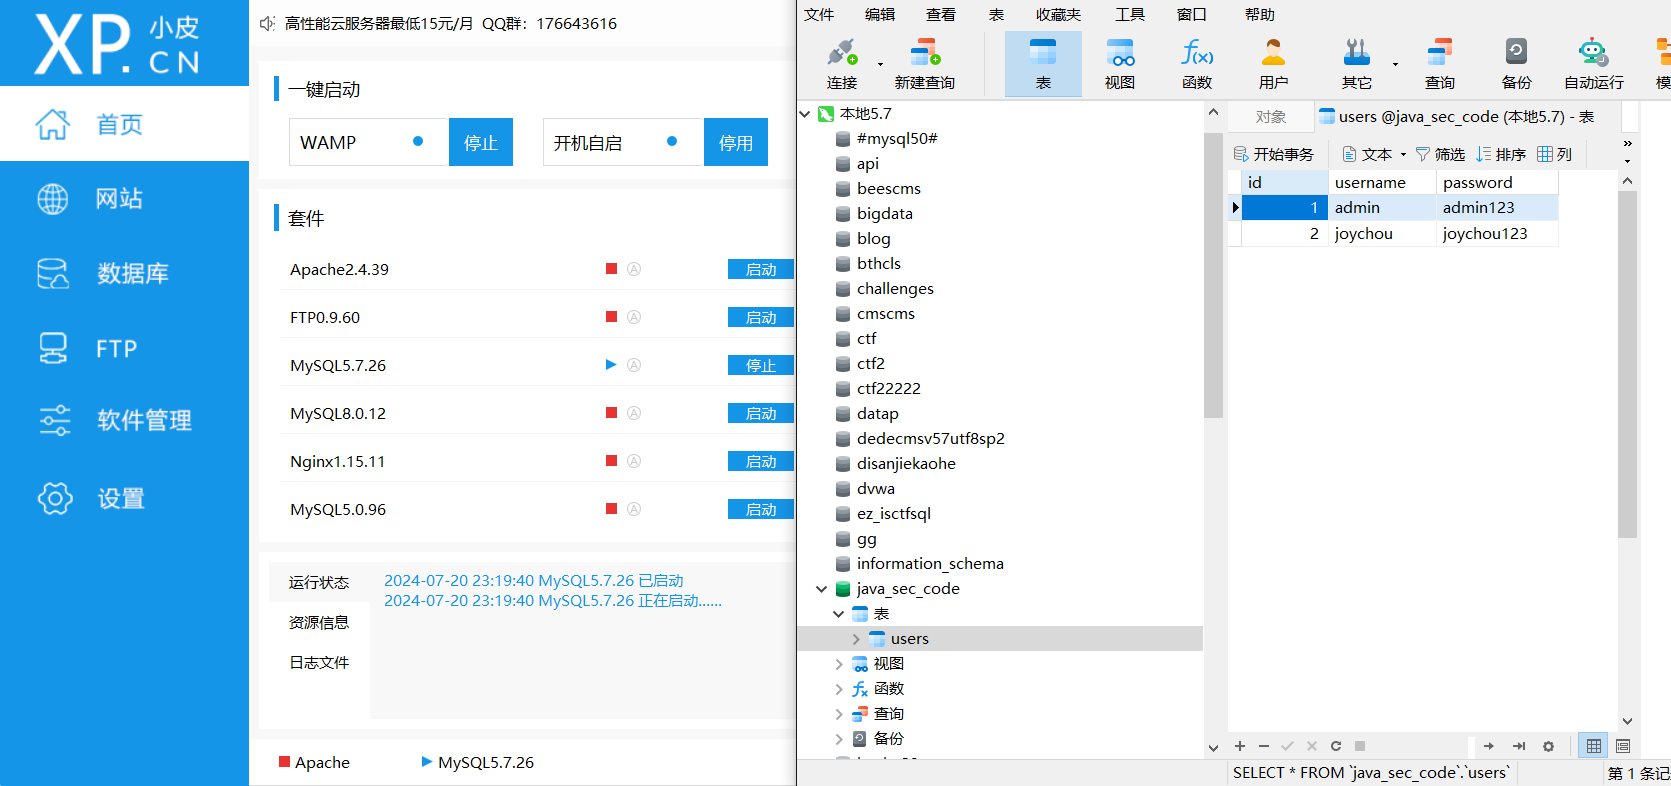 XP.CN 小皮
首页
网站
数据库
FTP
软件管理
设置
高性能云服务器最低15元/月 QQ群：176643616
一键启动
WAMP 停止
开机自启 停用
套件
Apache2.4.39 A 启动
FTP0.9.60 A 启动
MySQL5.7.26 A 停止
MySQL8.0.12 A 启动
Nginx1.15.11 A 启动
MySQL5.0.96 A 启动
运行状态
资源信息
日志文件
2024-07-20 23:19:40 MySQL5.7.26 已启动
2024-07-20 23:19:40 MySQL5.7.26 正在启动......
Apache MySQL5.7.26
文件 编辑 查看 表 收藏夹 工具 窗口 帮助
连接 新建查询 表 视图 函数 用户 其它 查询 备份 自动运行
本地5.7
#mysql50#
api
beescms
bigdata
blog
bthcls
challenges
cmscms
ctf
ctf2
ctf22222
datap
dedecmsv57utf8sp2
disanjiekaohe
dvwa
ez_isctfsql
gg
information_schema
java_sec_code
表
users
视图
函数
查询
备份
对象 users @java_sec_code (本地5.7) - 表
开始事务 文本 筛选 排序 列
id username password
1 admin admin123
2 joychou joychou123
SELECT * FROM `java_sec_code`.`users` 第 1 条记